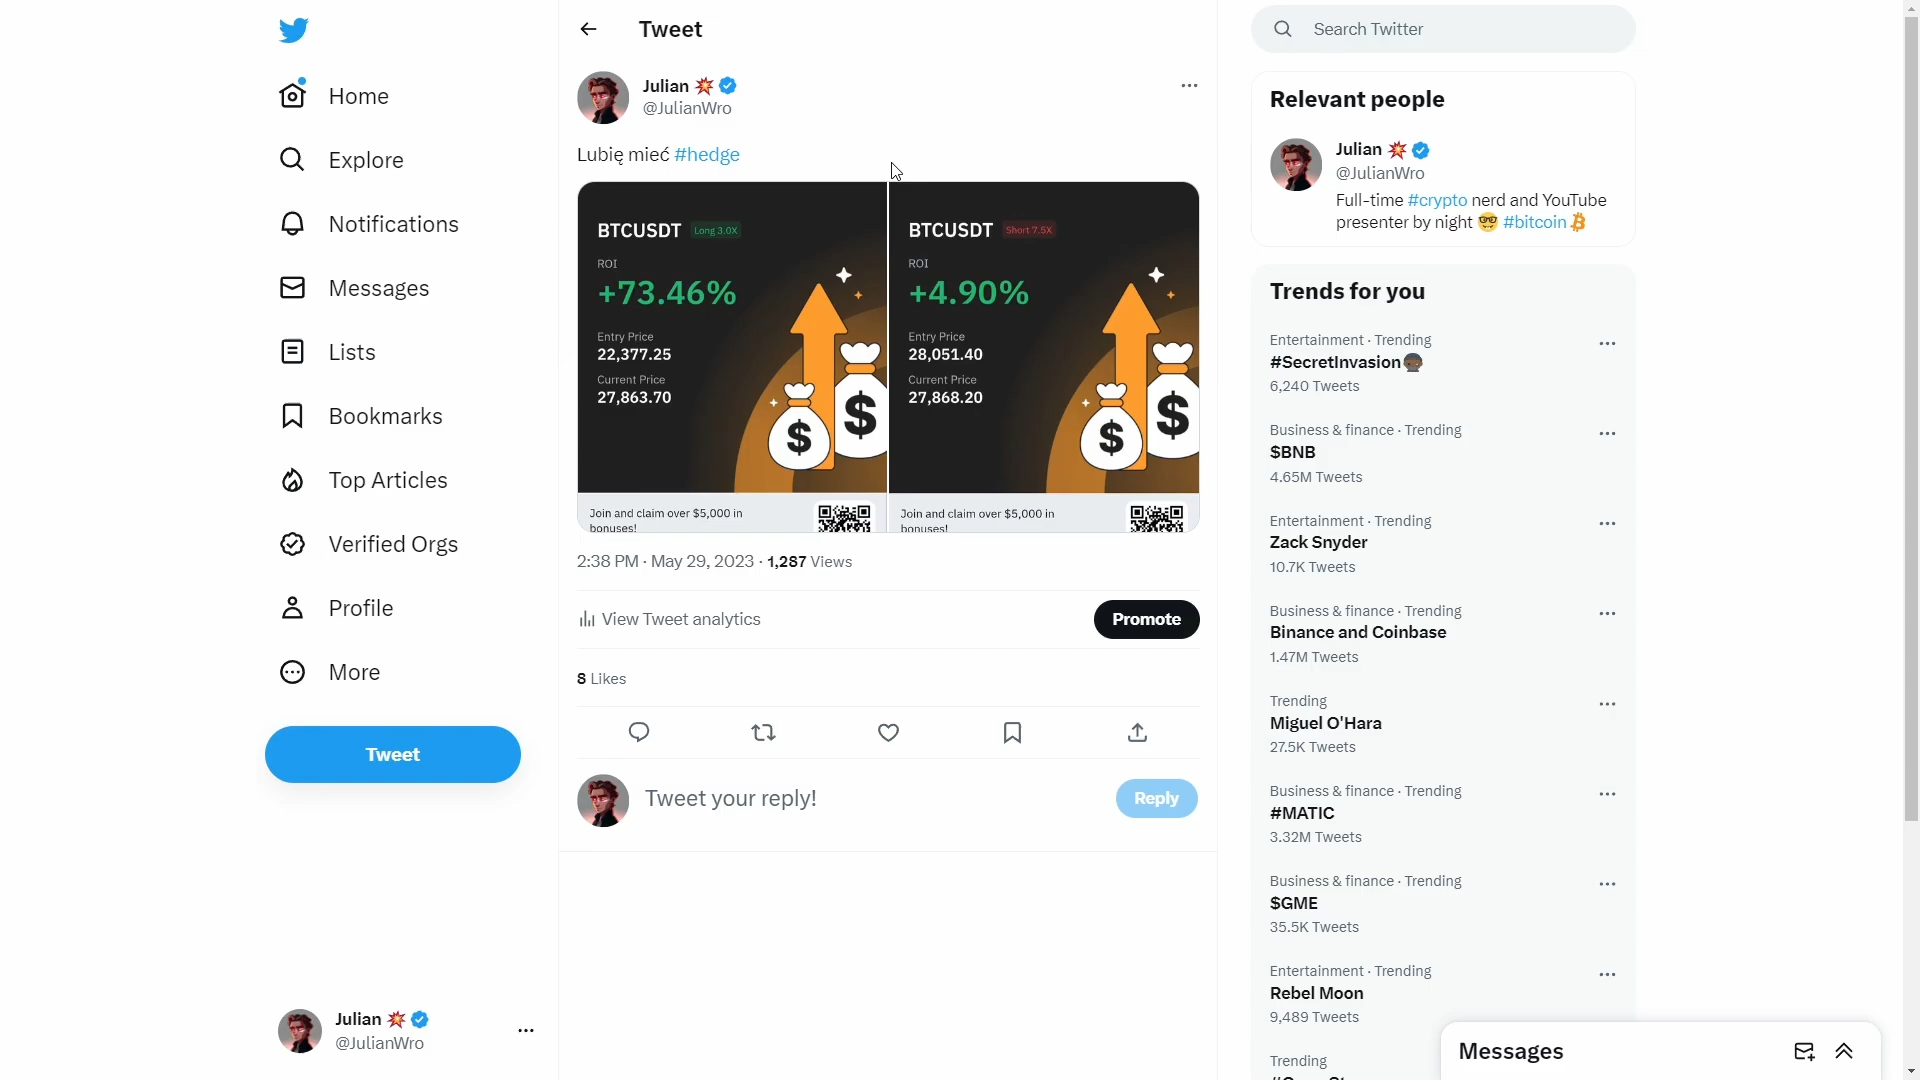 Home
Explore
Notifications
Messages
Lists
Bookmarks
Top Articles
Verified Orgs
Profile
More
Tweet
Julian
@JulianWro
Tweet
Julian
@JulianWro
Lubię mieć #hedge
BTCUSDT Long 3.0X
ROI
+73.46%
Entry Price
22,377.25
Current Price
27,863.70
Join and claim over $5,000 in
bonuses!
BTCUSDT Short 7.5X
ROI
+4.90%
Entry Price
28,051.40
Current Price
27,868.20
Join and claim over $5,000 in
bonuses!
2:38 PM · May 29, 2023 · 1,287 Views
View Tweet analytics
Promote
8 Likes
Tweet your reply!
Reply
Search Twitter
Relevant people
Julian
@JulianWro
Full-time #crypto nerd and YouTube
presenter by night #bitcoin
Trends for you
Entertainment · Trending
#SecretInvasion
6,240 Tweets
Business & finance · Trending
$BNB
4.65M Tweets
Entertainment · Trending
Zack Snyder
10.7K Tweets
Business & finance · Trending
Binance and Coinbase
1.47M Tweets
Trending
Miguel O'Hara
27.5K Tweets
Business & finance · Trending
#MATIC
3.32M Tweets
Business & finance · Trending
$GME
35.5K Tweets
Entertainment · Trending
Rebel Moon
9,489 Tweets
Trending
Messages